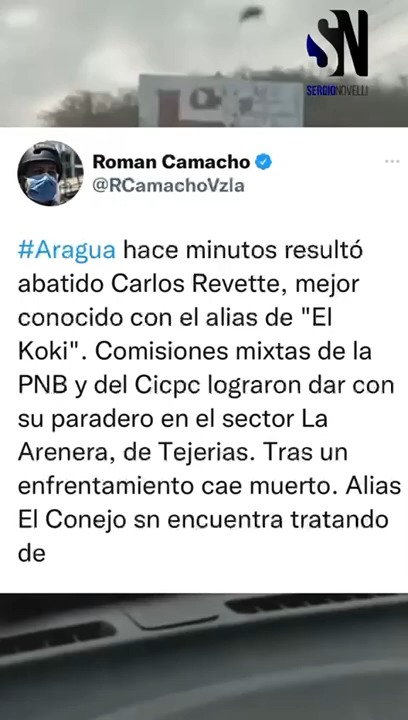 SN
SERGIONOVELLI
Roman Camacho
@RCamachoVzla
#Aragua hace minutos resultó
abatido Carlos Revette, mejor
conocido con el alias de "El
Koki". Comisiones mixtas de la
PNB y del Cicpc lograron dar con
su paradero en el sector La
Arenera, de Tejerias. Tras un
enfrentamiento cae muerto. Alias
El Conejo sn encuentra tratando
de